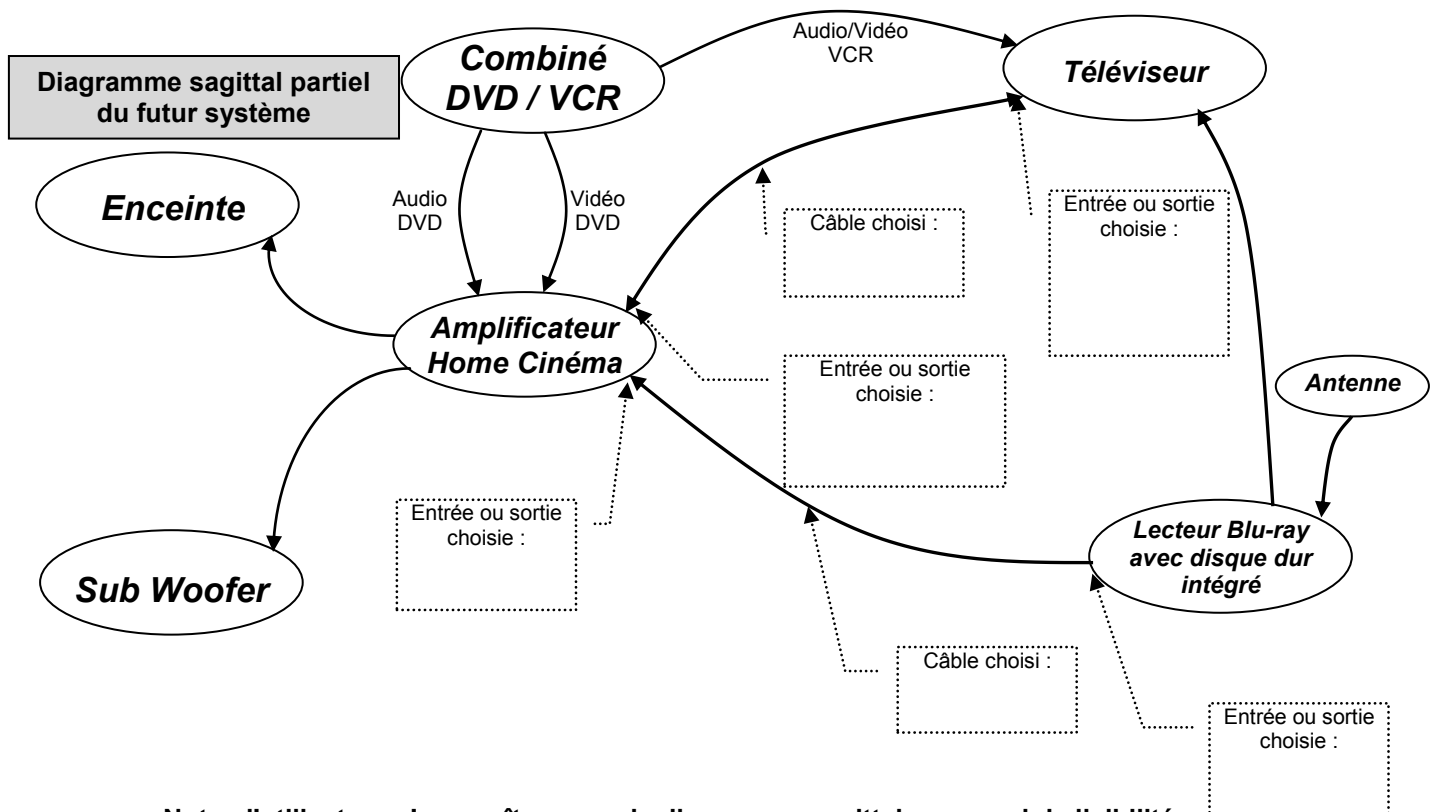 Audio/Vidéo
VCR
Combiné
DVD / VCR
Téléviseur
Diagramme sagittal partiel
du futur système
Enceinte
Audio
DVD
Vidéo
DVD
Câble choisi :
Entrée ou sortie
choisie :
Amplificateur
Home Cinéma
Entrée ou sortie
choisie :
Antenne
Entrée ou sortie
choisie :
Lecteur Blu-ray
avec disque dur
intégré
Sub Woofer
Câble choisi :
Entrée ou sortie
choisie :